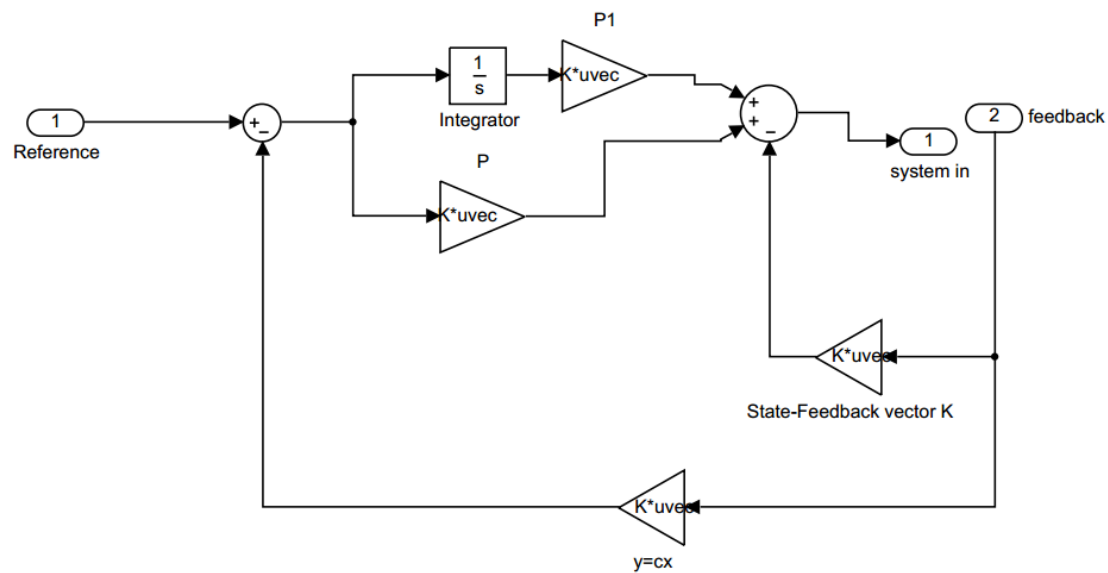 P1
1
s
K*uvec
Integrator
1
Reference
+
_
+
+
_
2
feedback
1
system in
P
K*uvec
K*uvec
State-Feedback vector K
K*uvec
y=cx